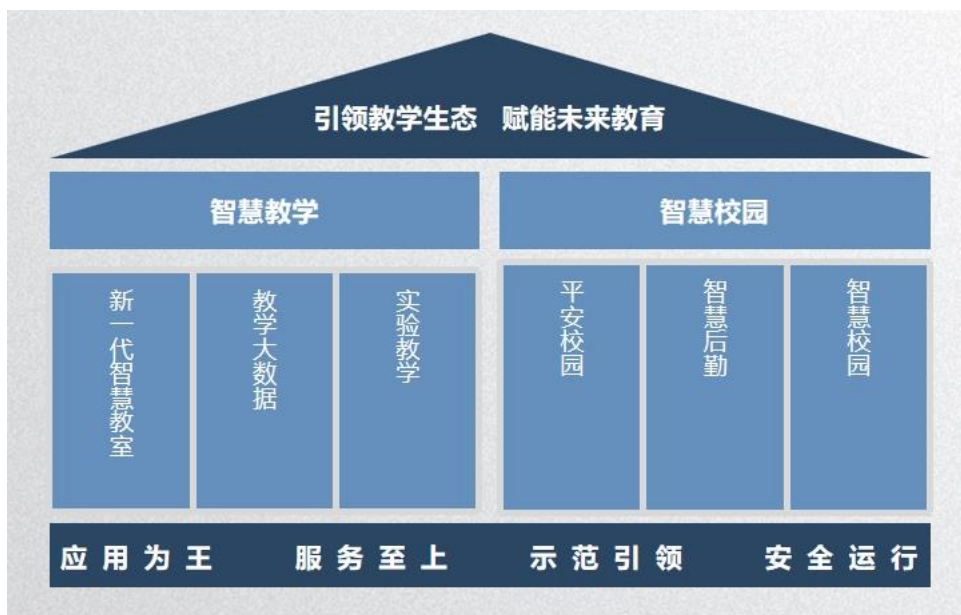 引领教学生态 赋能未来教育
智慧教学
智慧校园
新一代智慧教室
教学大数据
实验教学
平安校园
智慧后勤
智慧校园
应用为王 服务至上 示范引领 安全运行